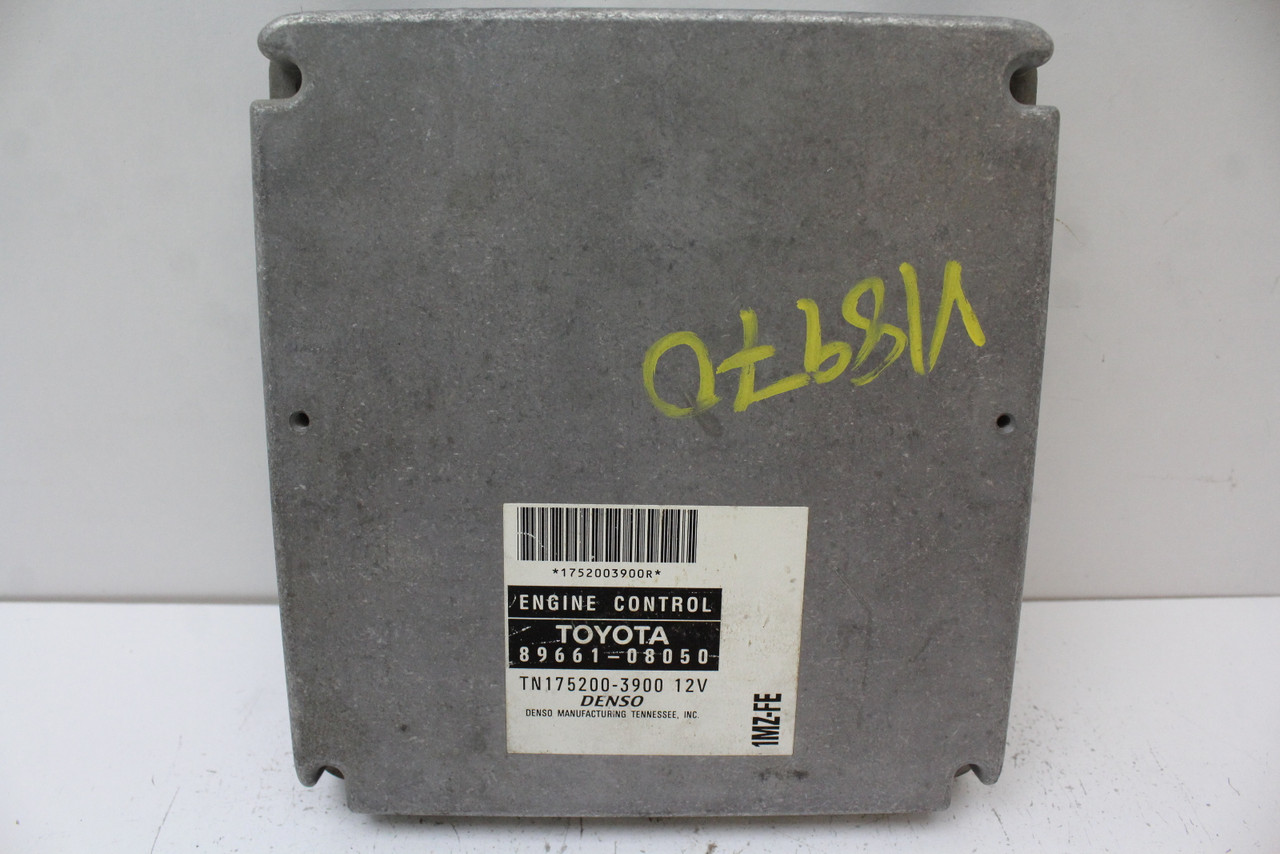 V18970
*1752003900R*
ENGINE CONTROL
TOYOTA
89661-08050
TN175200-3900 12V
DENSO
DENSO MANUFACTURING TENNESSEE, INC.
1MZ-FE